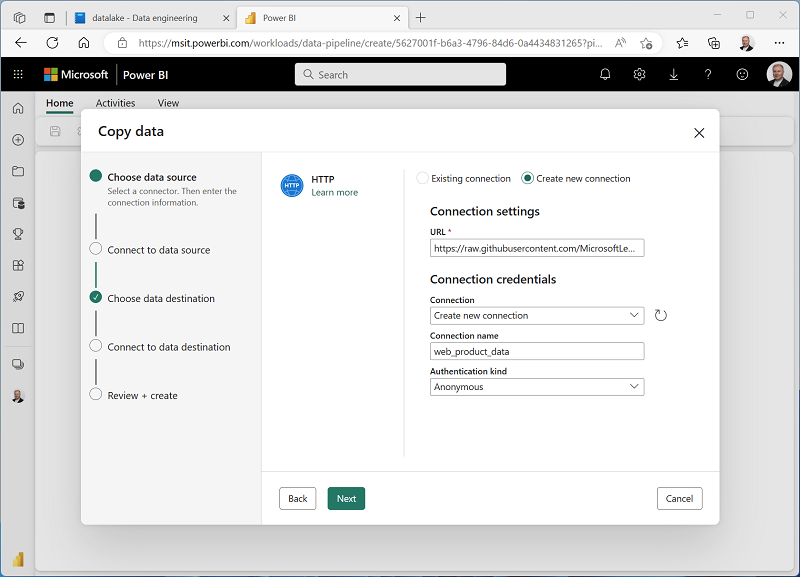 datalake - Data engineering
Power BI
https://msit.powerbi.com/workloads/data-pipeline/create/5627001f-b6a3-4796-84d6-0a4434831265?pi...
Microsoft
Power BI
Search
Home
Activities
View
Copy data
Choose data source
Select a connector. Then enter the
connection information.
Connect to data source
Choose data destination
Connect to data destination
Review + create
HTTP
HTTP
Learn more
Existing connection
Create new connection
Connection settings
URL *
https://raw.githubusercontent.com/MicrosoftLe...
Connection credentials
Connection
Create new connection
Connection name
web_product_data
Authentication kind
Anonymous
Back
Next
Cancel